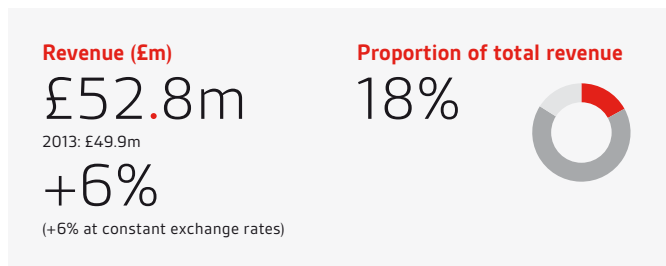 Revenue (£m)
£52.8m
2013: £49.9m
+6%
(+6% at constant exchange rates)
Proportion of total revenue
18%